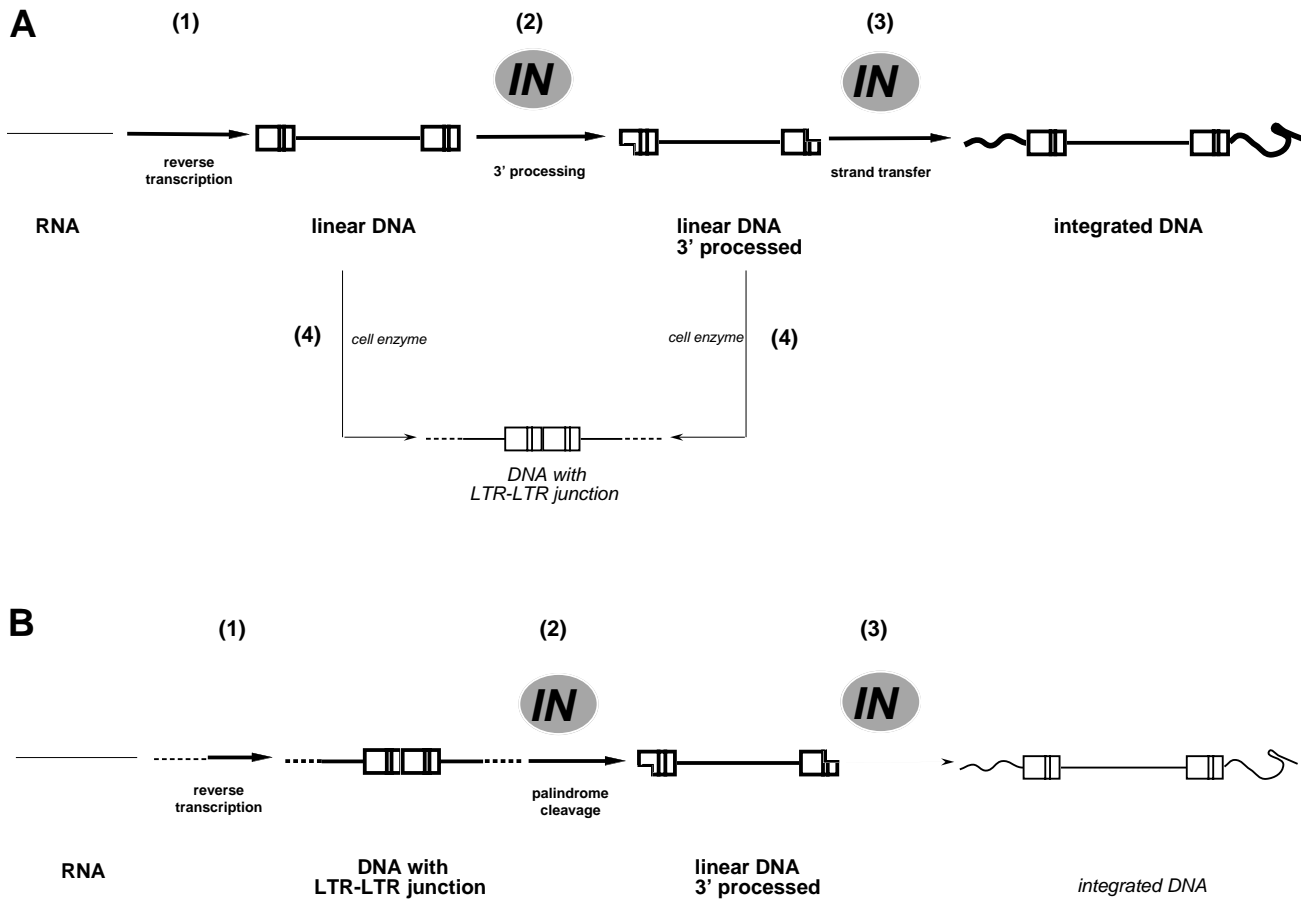 A
(1)
(2)
(3)
IN
IN
reverse
transcription
3’ processing
strand transfer
RNA
linear DNA
linear DNA
3’ processed
integrated DNA
(4)
cell enzyme
cell enzyme
(4)
DNA with
LTR-LTR junction
B
(1)
(2)
(3)
IN
IN
reverse
transcription
palindrome
cleavage
RNA
DNA with
LTR-LTR junction
linear DNA
3’ processed
integrated DNA